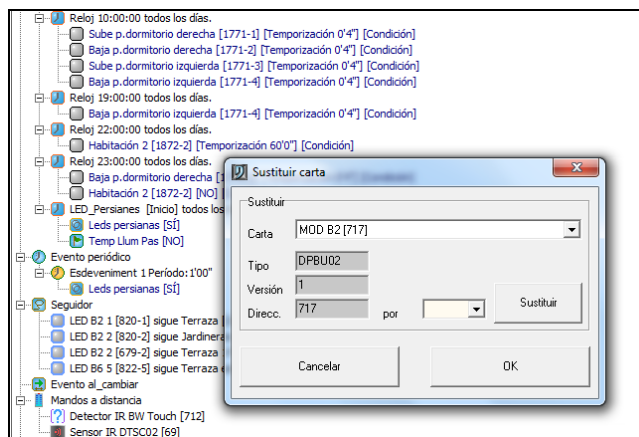 Reloj 10:00:00 todos los días.
Sube p.dormitorio derecha [1771-1] [Temporización 0'4"] [Condición]
Baja p.dormitorio derecha [1771-2] [Temporización 0'4"] [Condición]
Sube p.dormitorio izquierda [1771-3] [Temporización 0'4"] [Condición]
Baja p.dormitorio izquierda [1771-4] [Temporización 0'4"] [Condición]
Reloj 19:00:00 todos los días.
Baja p.dormitorio izquierda [1771-4] [Temporización 0'4"] [Condición]
Reloj 22:00:00 todos los días.
Habitación 2 [1872-2] [Temporización 60'0"] [Condición]
Reloj 23:00:00 todos los días.
Baja p.dormitorio derecha [
Habitación 2 [1872-2] [NO]
LED_Persianes [Inicio] todos los
Leds persianas [SÍ]
Temp Llum Pas [NO]
Evento periódico
Esdeveniment 1 Período:1'00"
Leds persianas [SÍ]
Seguidor
LED B2 1 [820-1] sigue Terraza
LED B2 2 [820-2] sigue Jardinera
LED B2 2 [679-2] sigue Terraza
LED B6 5 [822-5] sigue Terraza
Evento al_cambiar
Mandos a distancia
Detector IR BW Touch [712]
Sensor IR DTSC02 [69]
Sustituir carta
Sustituir
Carta MOD B2 [717]
Tipo DPBU02
Versión 1
Direcc. 717 por Sustituir
Cancelar OK